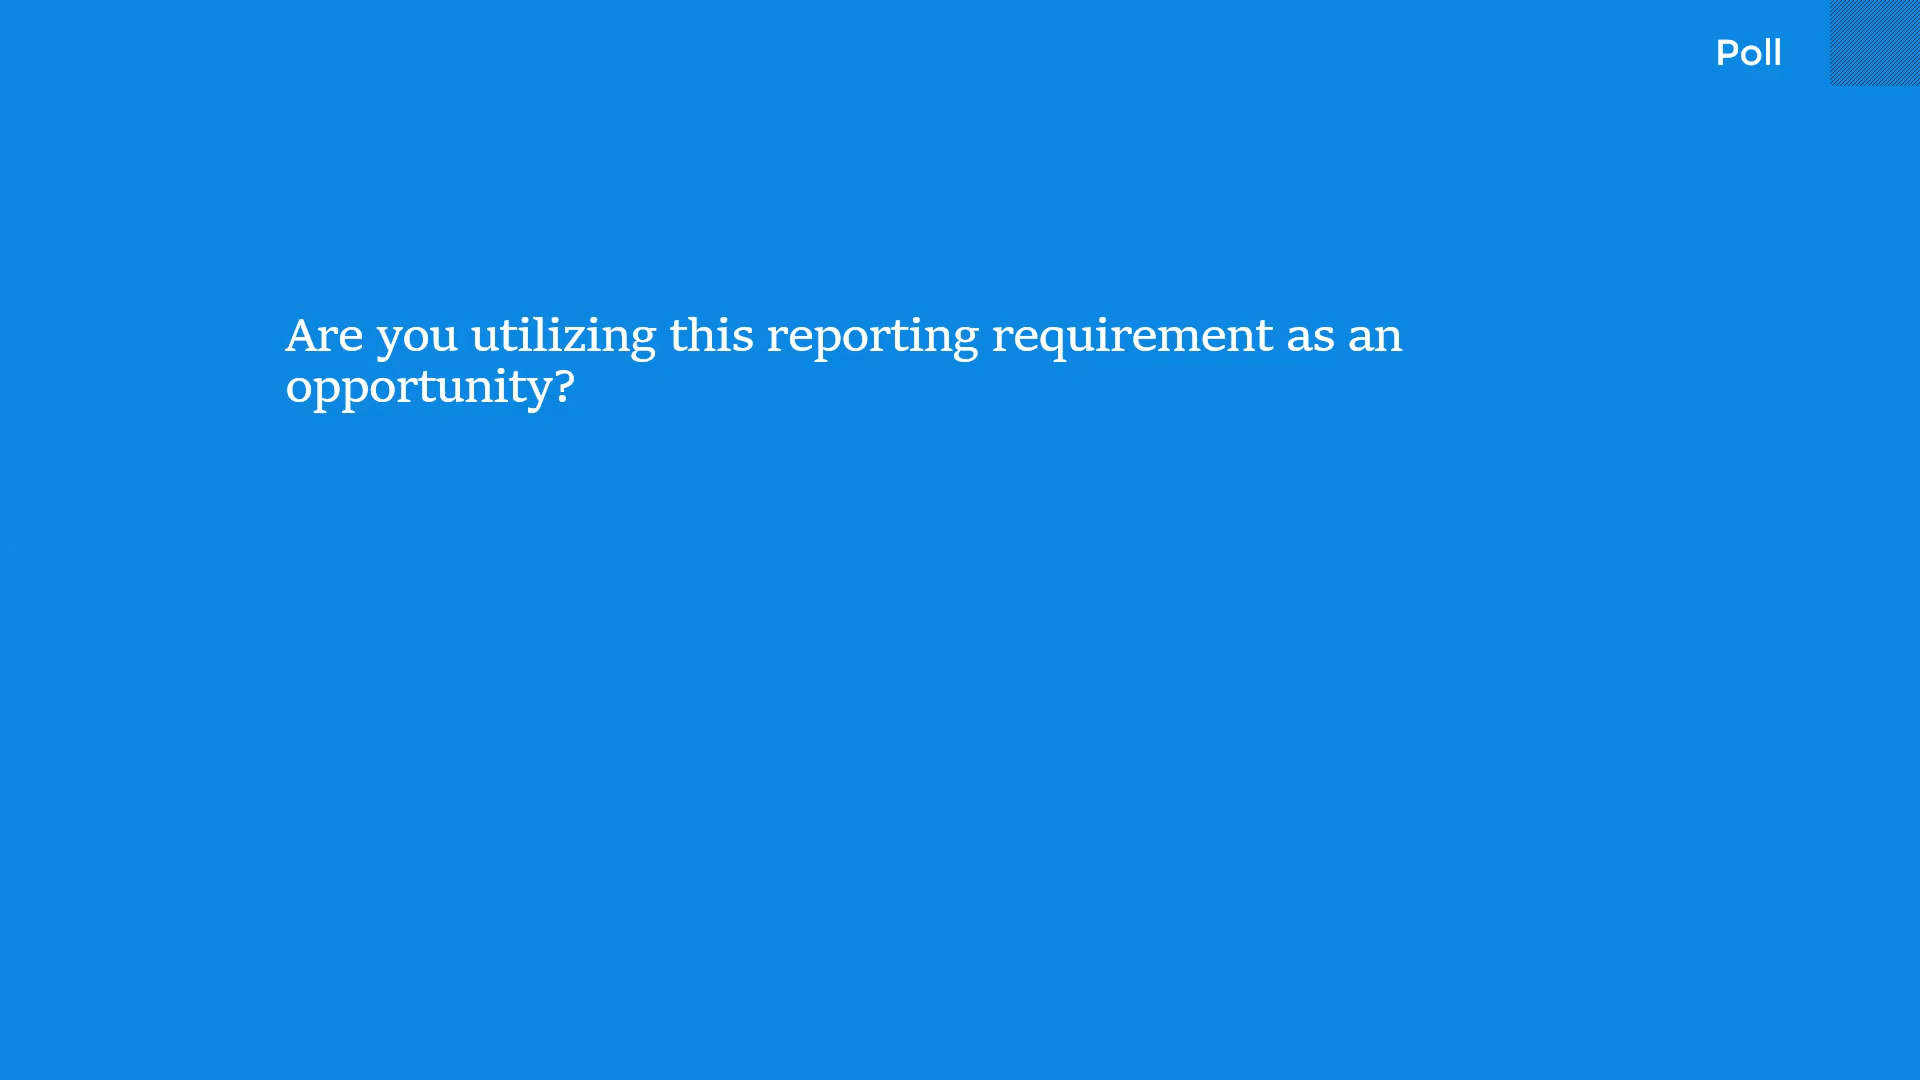 Poll
Are you utilizing this reporting requirement as an
opportunity?